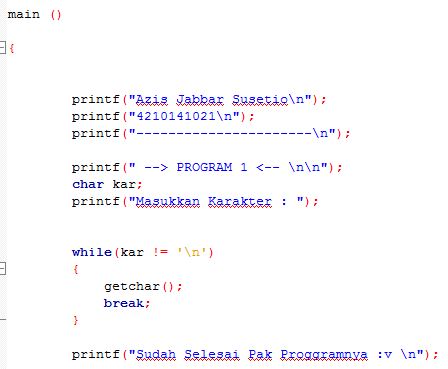 main ()
{
printf("Azis Jabbar Susetio\n");
printf("4210141021\n");
printf("----------------------\n");
printf(" --> PROGRAM 1 <-- \n\n");
char kar;
printf("Masukkan Karakter : ");
while(kar != '\n')
{
getchar();
break;
}
printf("Sudah Selesai Pak Proggramnya :v \n");